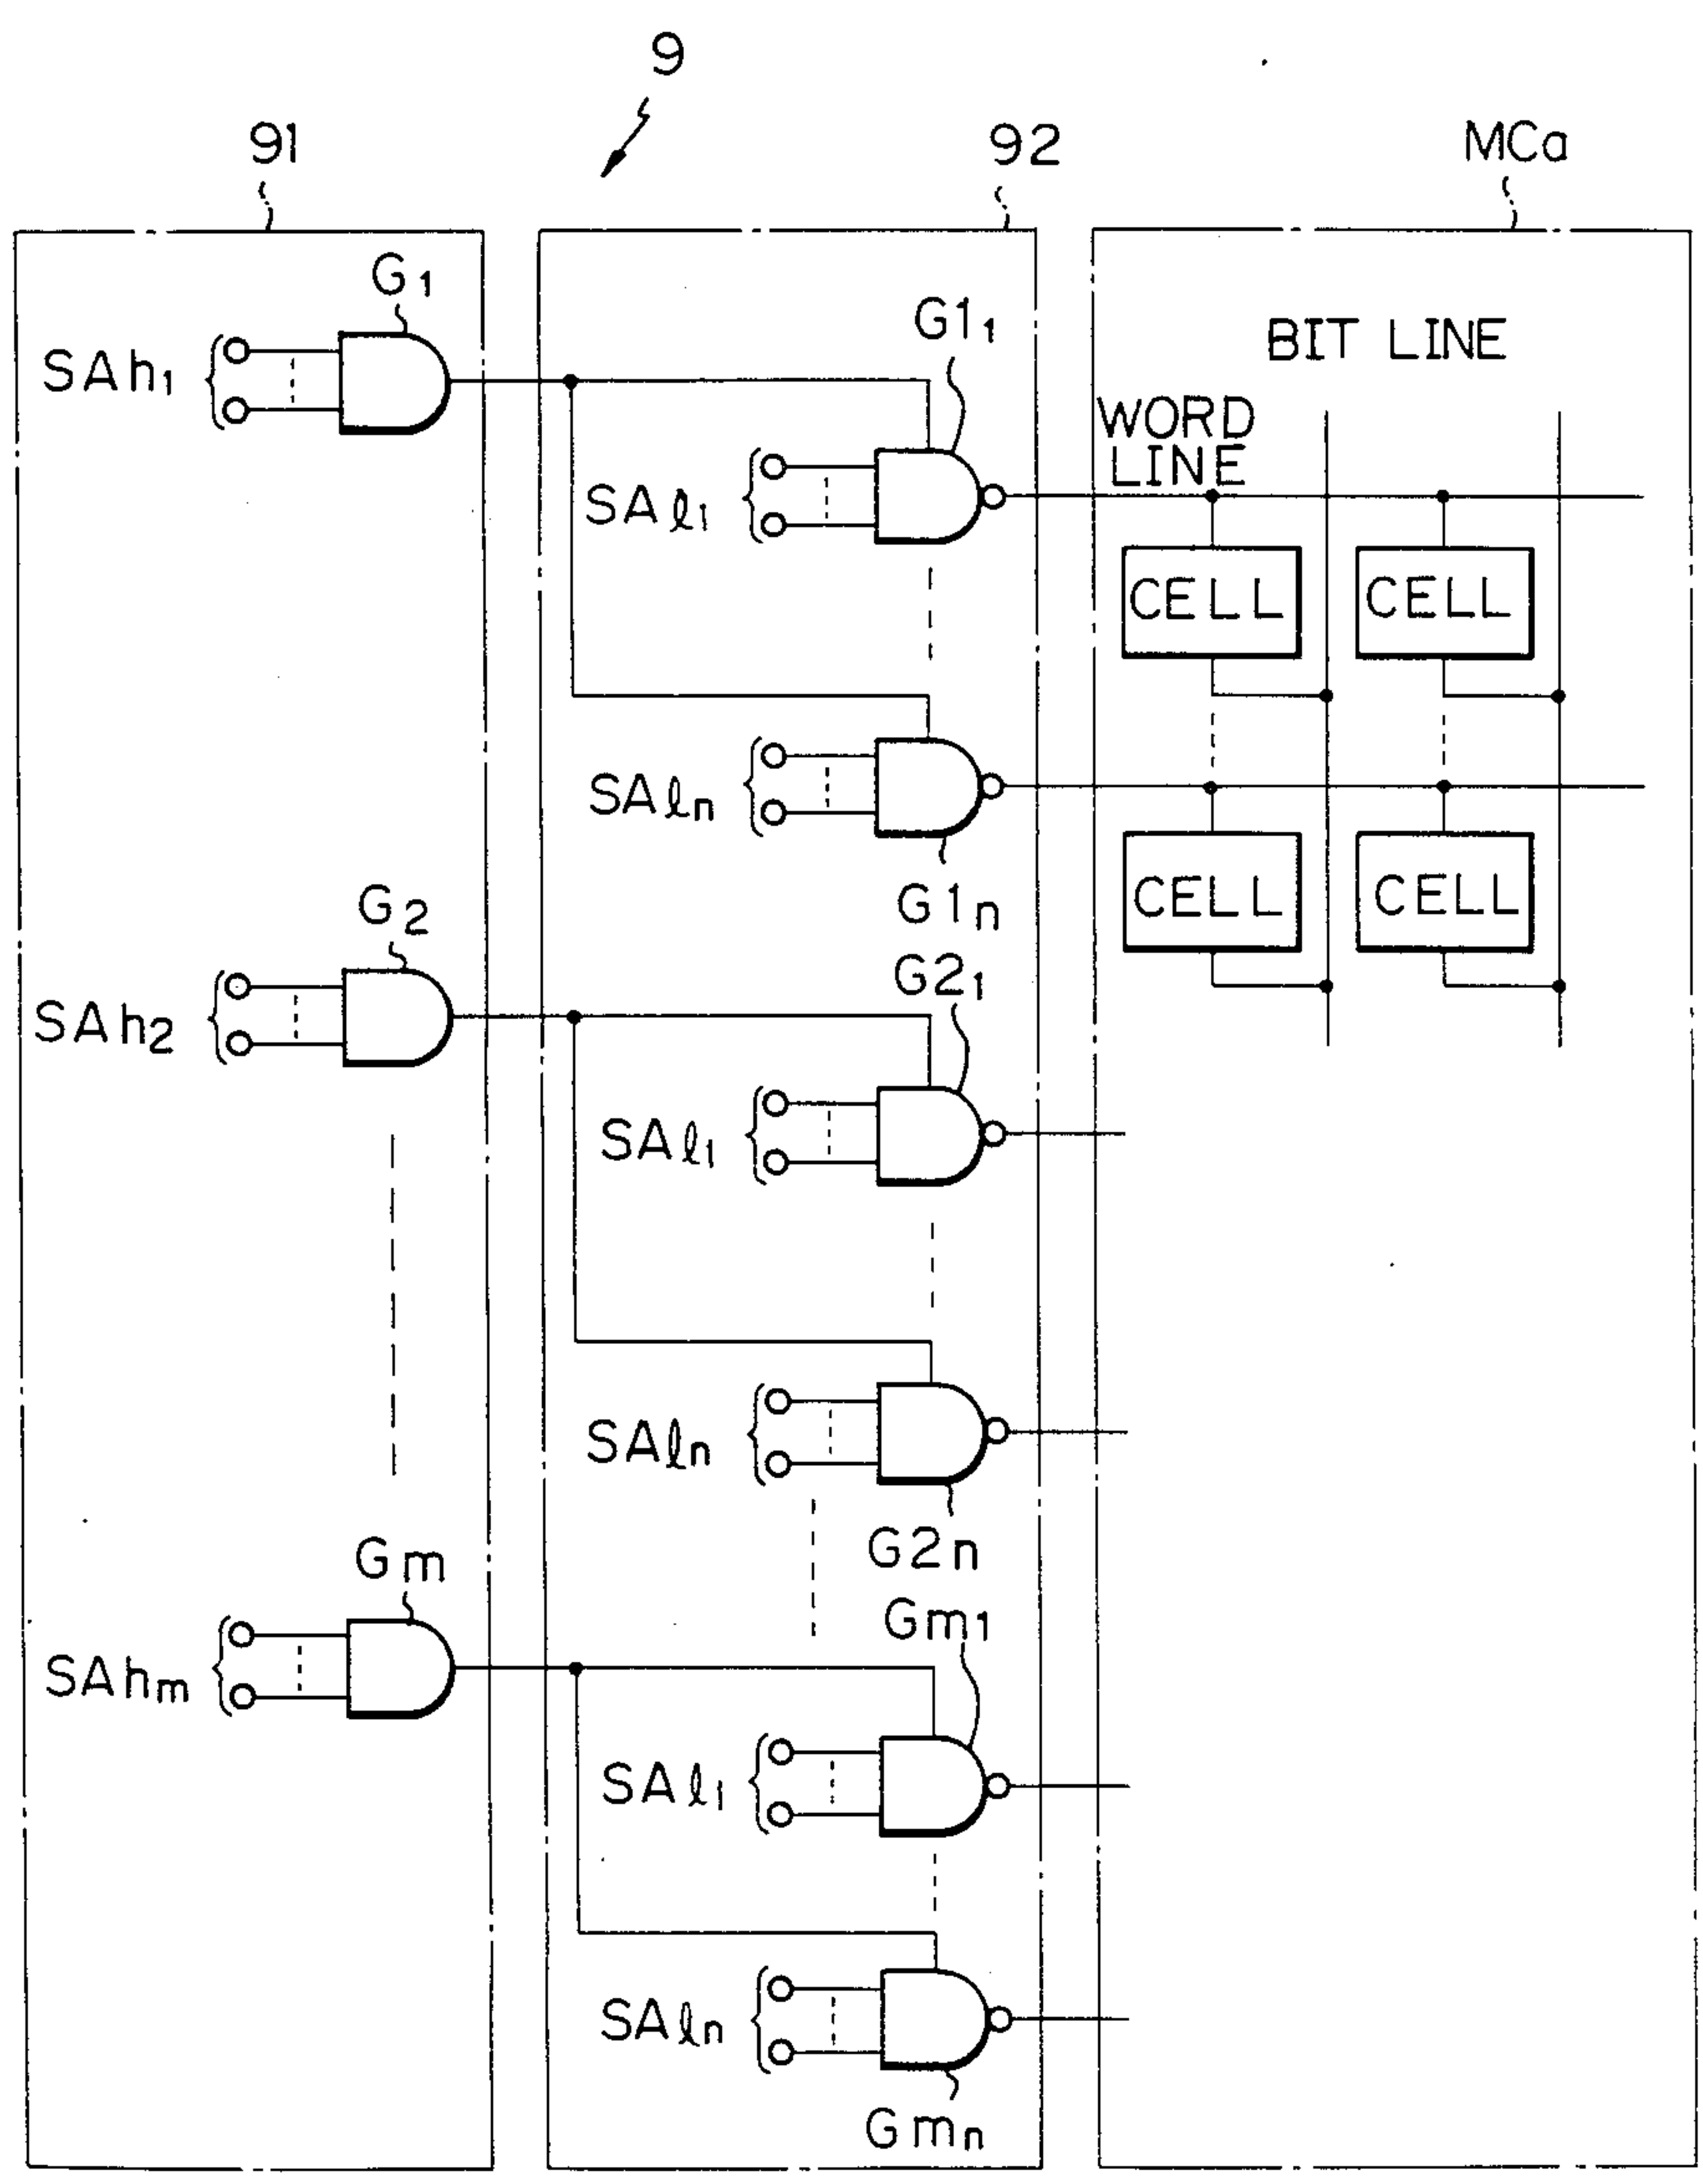 9
91
92
MCa
G1
SAh1
G11
BIT LINE
WORD
LINE
SAℓ1
CELL
CELL
SAℓn
G1n
CELL
CELL
G2
SAh2
G21
SAℓ1
SAℓn
G2n
Gm
SAhm
Gm1
SAℓ1
SAℓn
Gmn